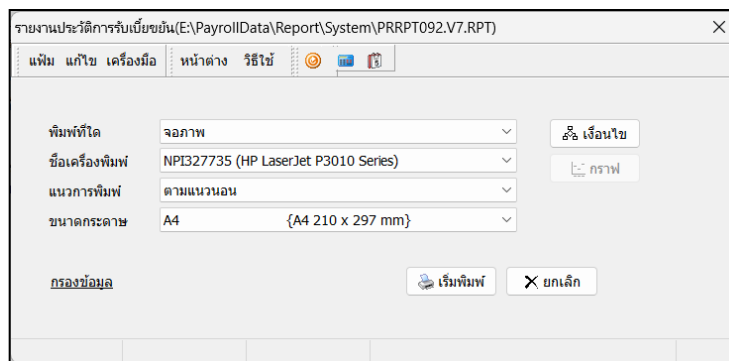 รายงานประวัติการรับเบี้ยขยัน(E:\PayrollData\Report\System\PRRPT092.V7.RPT)
แฟ้ม แก้ไข เครื่องมือ หน้าต่าง วิธีใช้
พิมพ์ที่ใด จอภาพ เงื่อนไข
ชื่อเครื่องพิมพ์ NPI327735 (HP LaserJet P3010 Series) กราฟ
แนวการพิมพ์ ตามแนวนอน
ขนาดกระดาษ A4 {A4 210 x 297 mm}
กรองข้อมูล เริ่มพิมพ์ ยกเลิก